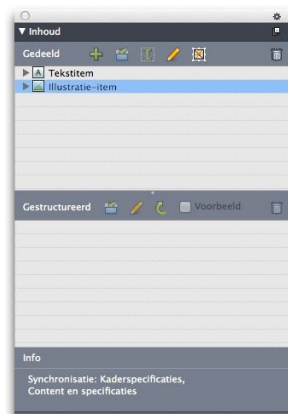 Inhoud
Gedeeld
A Tekstitem
Illustratie-item
Gestructureerd Voorbeeld
Info
Synchronisatie: Kaderspecificaties,
Content en specificaties